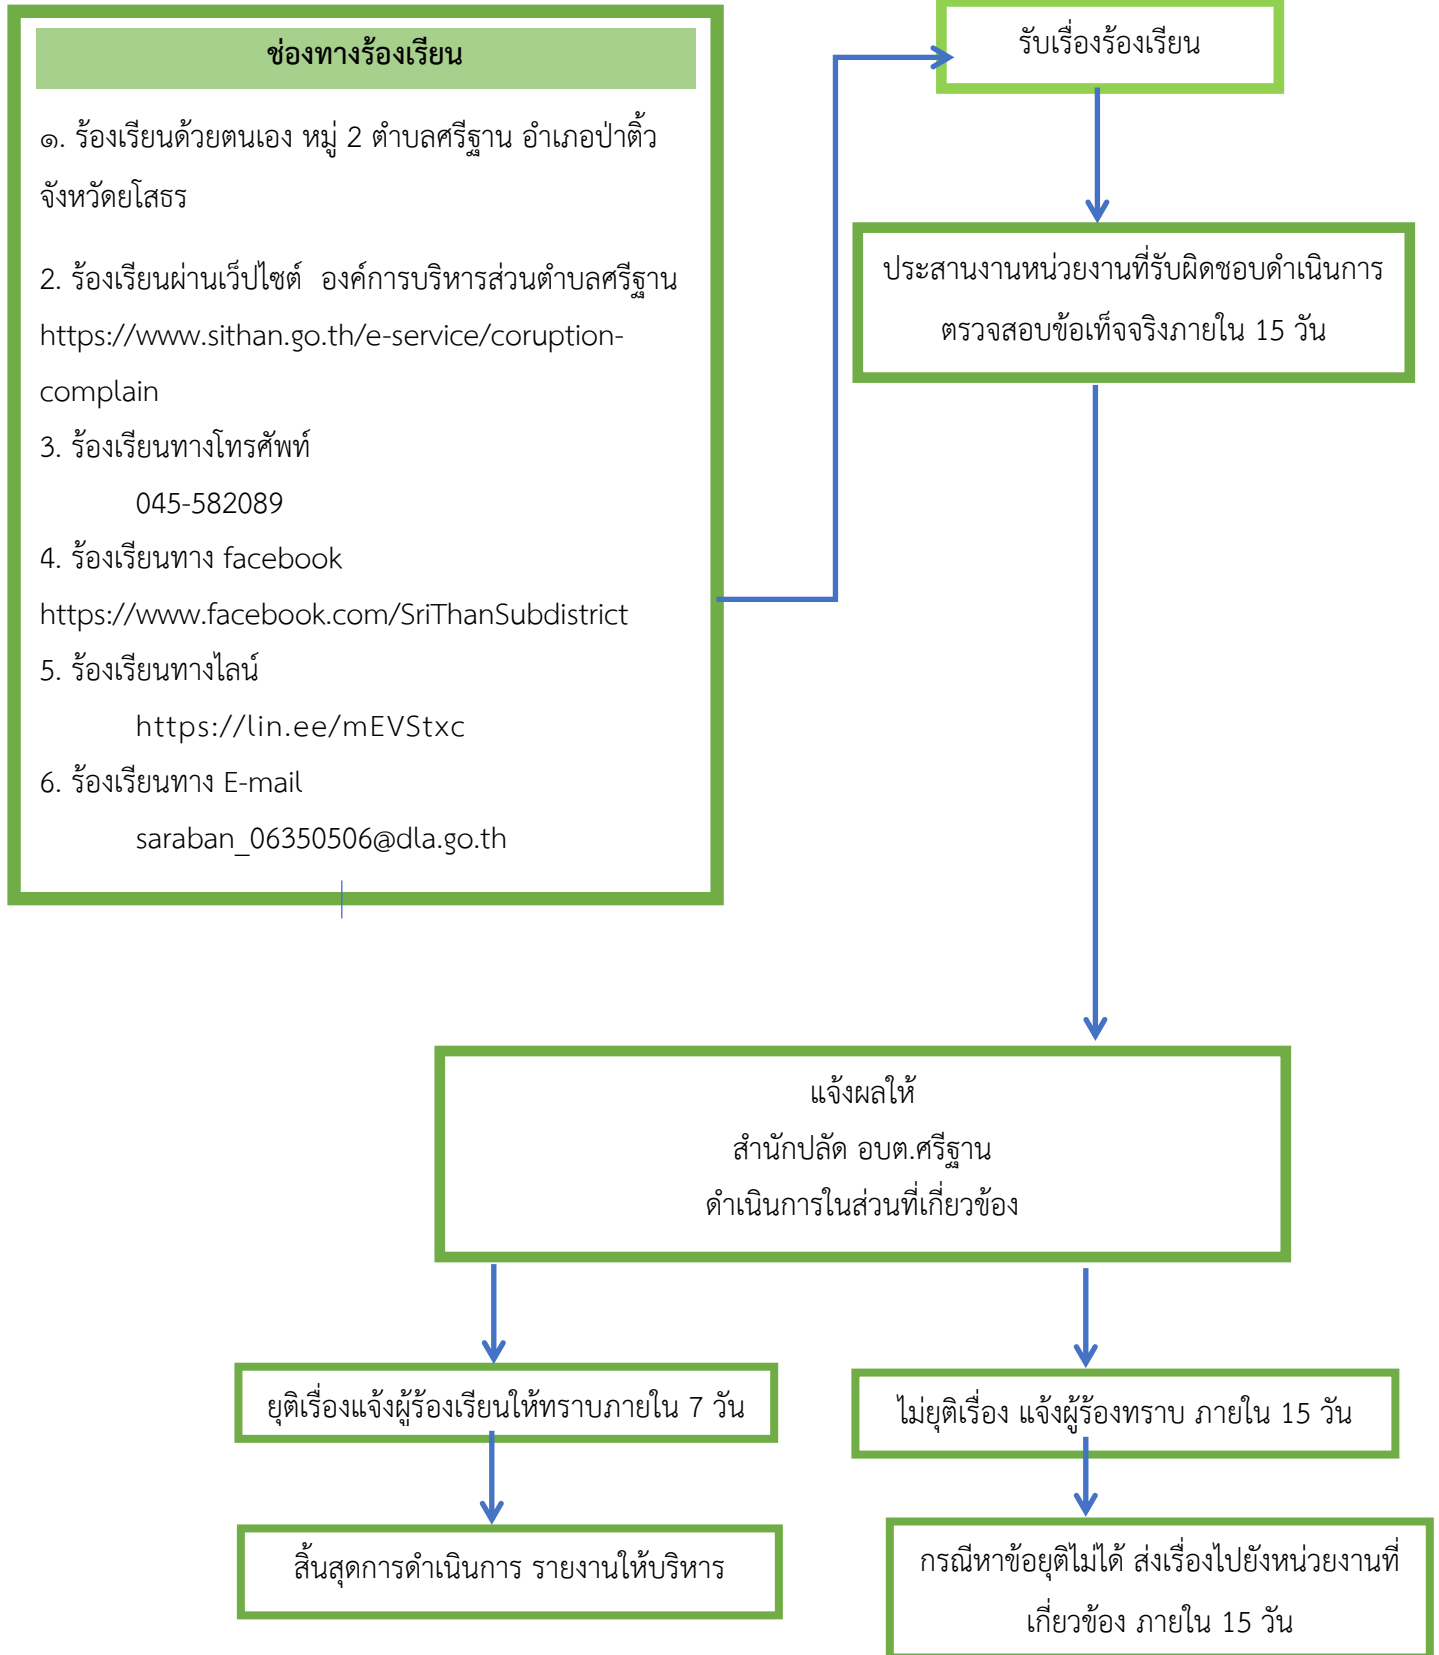 ช่องทางร้องเรียน
๑. ร้องเรียนด้วยตนเอง หมู่ 2 ตำบลศรีฐาน อำเภอป่าติ้ว
จังหวัดยโสธร
2. ร้องเรียนผ่านเว็ปไซต์ องค์การบริหารส่วนตำบลศรีฐาน
https://www.sithan.go.th/e-service/coruption-
complain
3. ร้องเรียนทางโทรศัพท์
045-582089
4. ร้องเรียนทาง facebook
https://www.facebook.com/SriThanSubdistrict
5. ร้องเรียนทางไลน์
https://lin.ee/mEVStxc
6. ร้องเรียนทาง E-mail
saraban_06350506@dla.go.th
รับเรื่องร้องเรียน
ประสานงานหน่วยงานที่รับผิดชอบดำเนินการ
ตรวจสอบข้อเท็จจริงภายใน 15 วัน
แจ้งผลให้
สำนักปลัด อบต.ศรีฐาน
ดำเนินการในส่วนที่เกี่ยวข้อง
ยุติเรื่องแจ้งผู้ร้องเรียนให้ทราบภายใน 7 วัน
สิ้นสุดการดำเนินการ รายงานให้บริหาร
ไม่ยุติเรื่อง แจ้งผู้ร้องทราบ ภายใน 15 วัน
กรณีหาข้อยุติไม่ได้ ส่งเรื่องไปยังหน่วยงานที่
เกี่ยวข้อง ภายใน 15 วัน